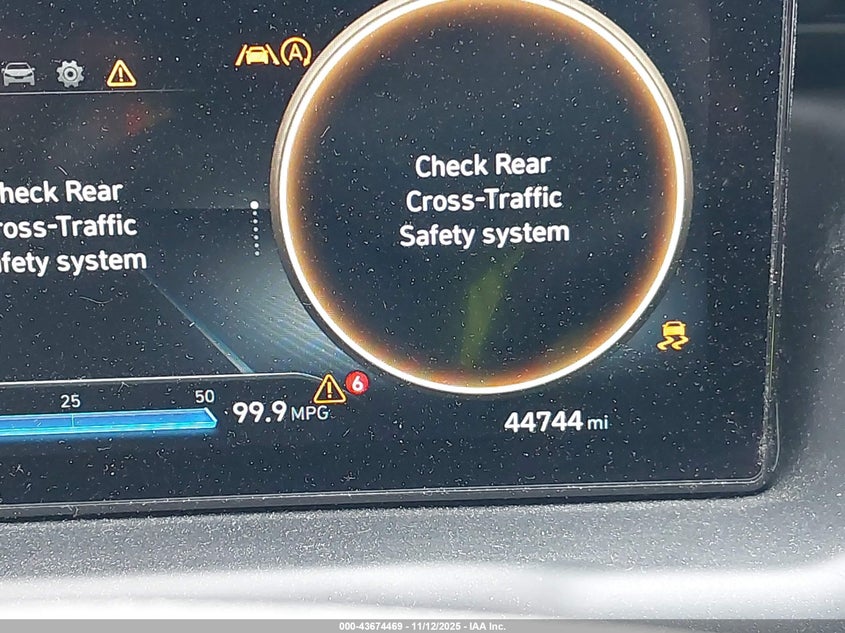 A
Check Rear
Cross-Traffic
Safety system
heck Rear
ross-Traffic
fety system
25
50
99.9 MPG
6
44744 mi
000-43674469 - 11/12/2025 - IAA Inc.